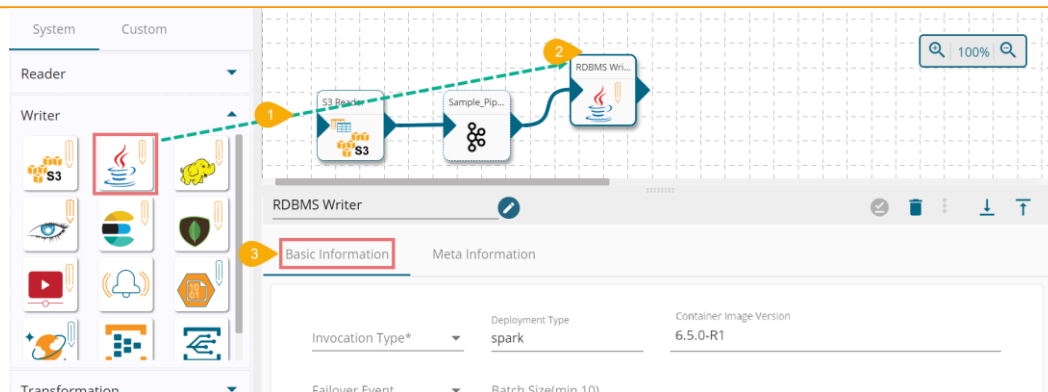 System Custom
Reader
Writer
S3
1
2
3
S3 Reader
S3
Sample_Pip...
RDBMS Wri...
100%
RDBMS Writer
Basic Information Meta Information
Invocation Type*
Deployment Type
spark
Container Image Version
6.5.0-R1
Failover Event
Batch Size(min 10)
Transformation